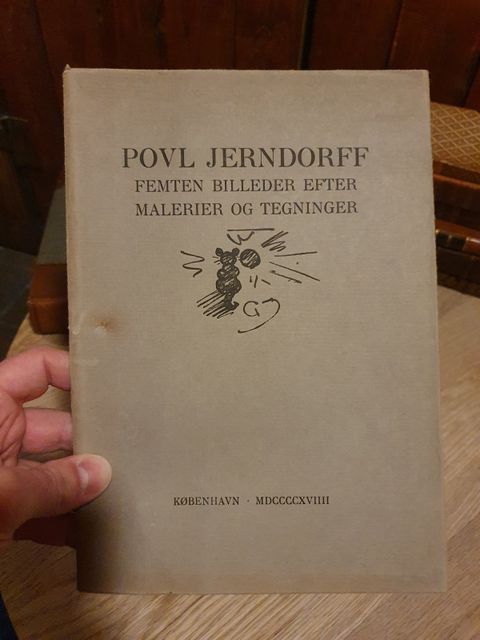 POVL JERNDORFF
FEMTEN BILLEDER EFTER
MALERIER OG TEGNINGER
KØBENHAVN · MDCCCCXVIIII